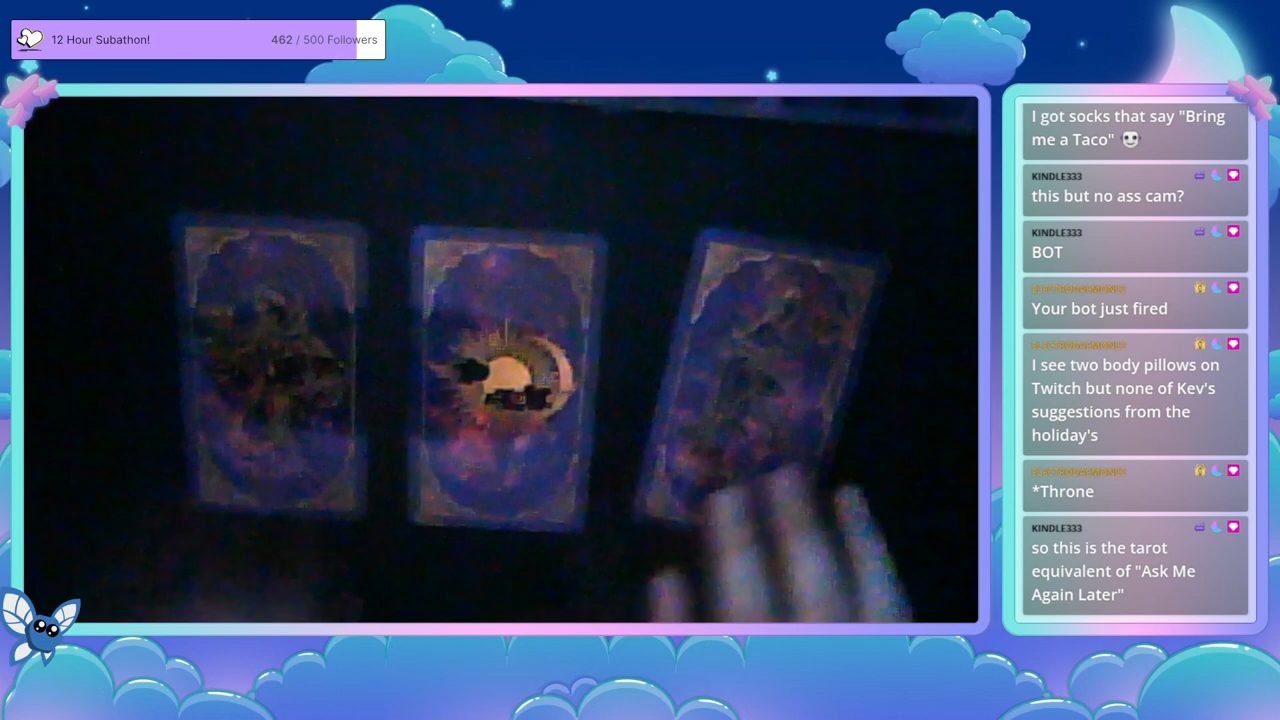 12 Hour Subathon!
462 / 500 Followers
I got socks that say "Bring
me a Taco"
KINDLE333
this but no ass cam?
KINDLE333
BOT
Your bot just fired
I see two body pillows on
Twitch but none of Kev's
suggestions from the
holiday's
*Throne
KINDLE333
so this is the tarot
equivalent of "Ask Me
Again Later"